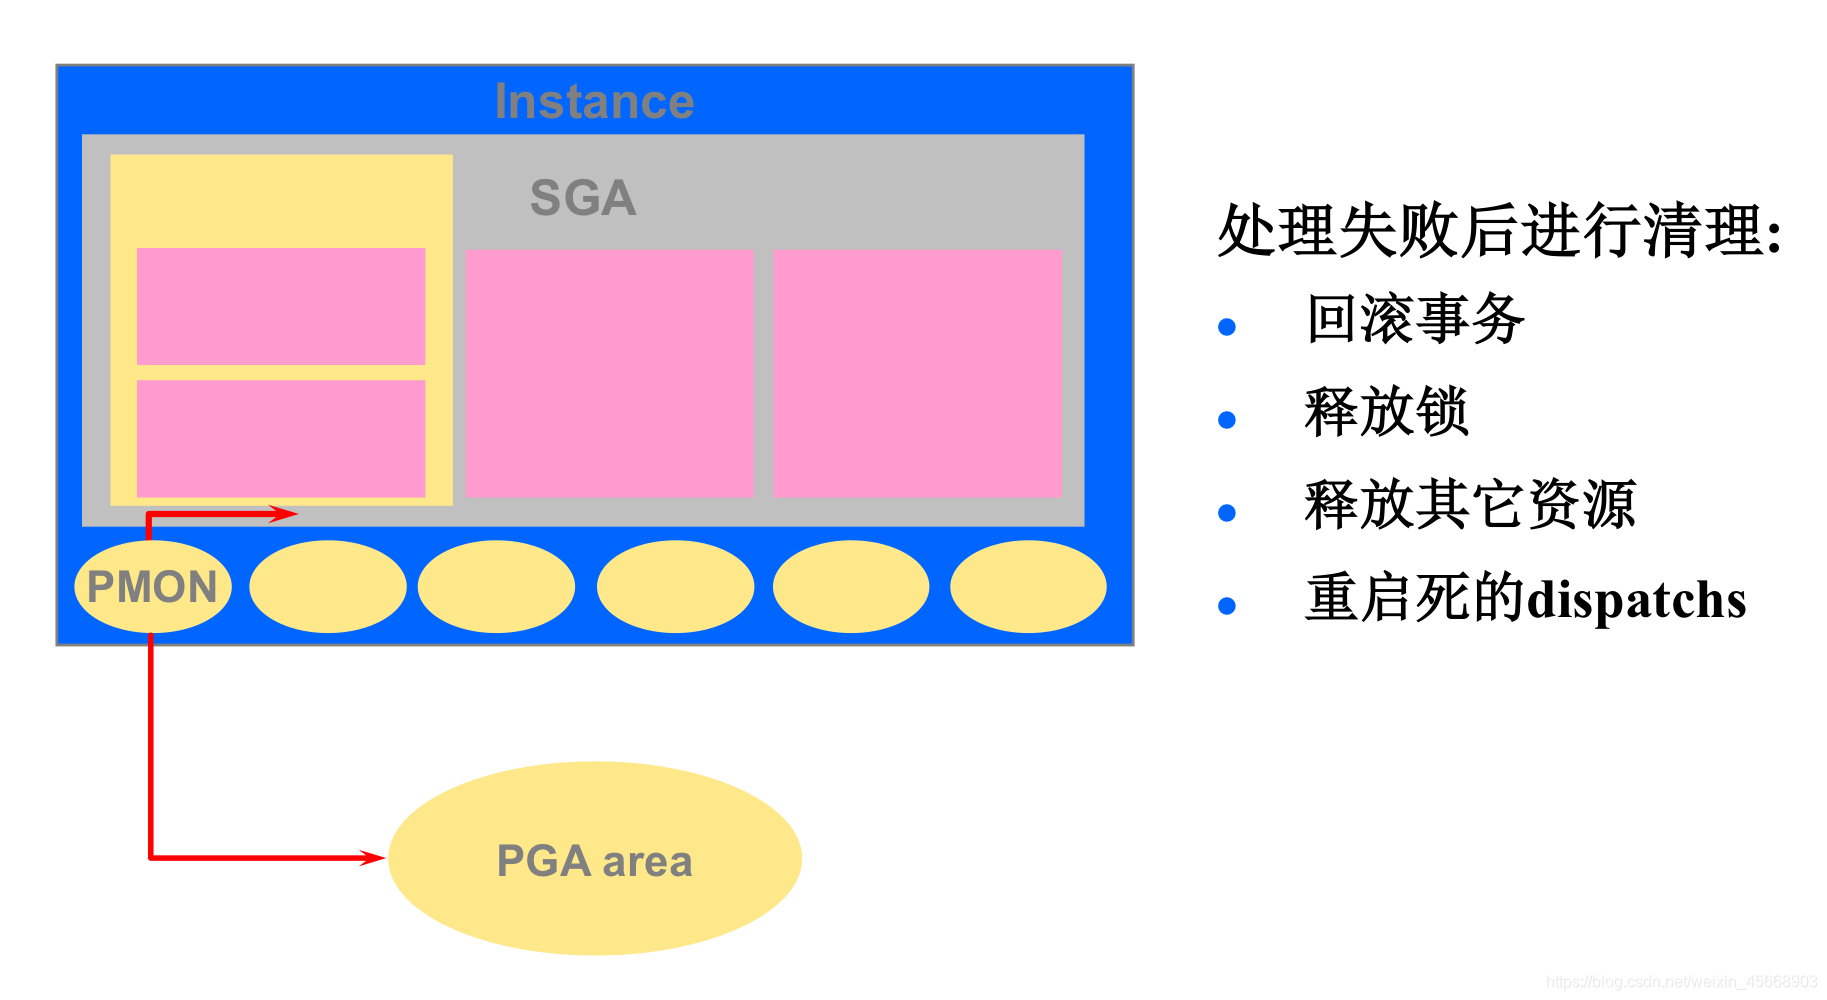 Instance
SGA
PMON
PGA area
处理失败后进行清理:
回滚事务
释放锁
释放其它资源
重启死的dispatchs
https://blog.csdn.net/weixin_45668903